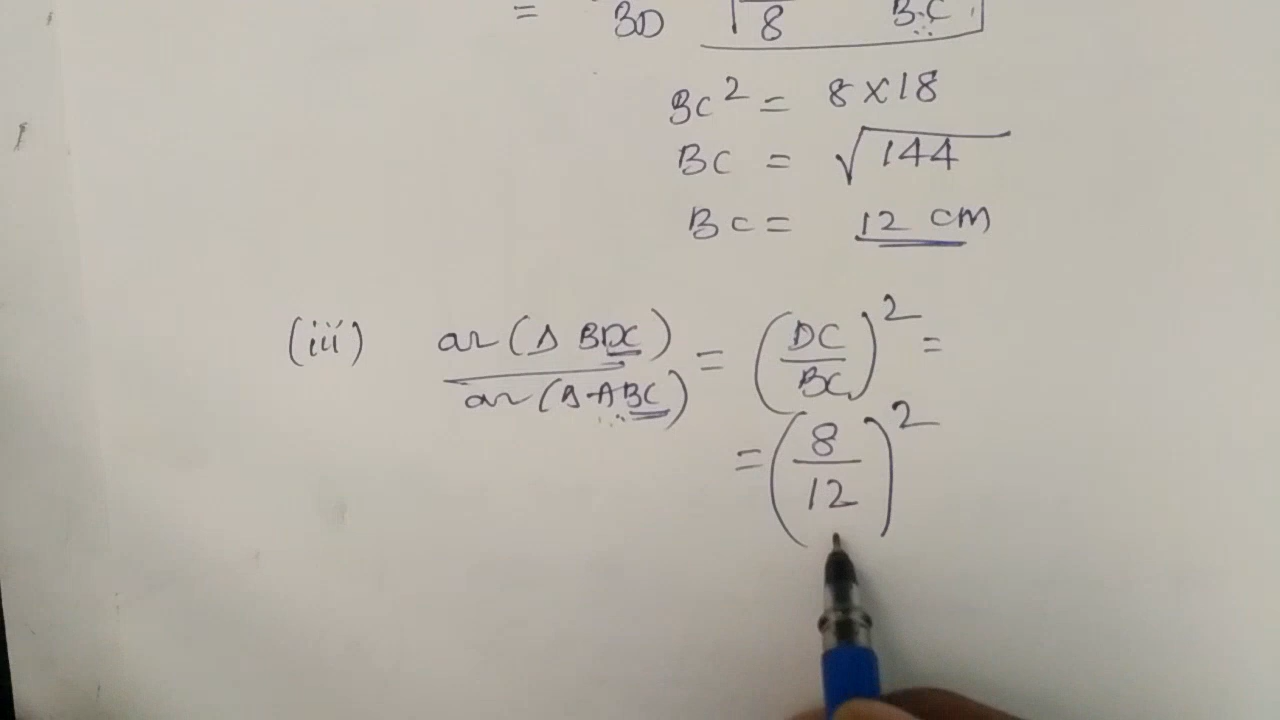 = BD 8 B.C
BC² = 8 × 18
BC = √144
BC = 12 cm
(iii) ar(Δ BDC) / ar(Δ ABC) = (DC/BC)² =
= (8/12)²